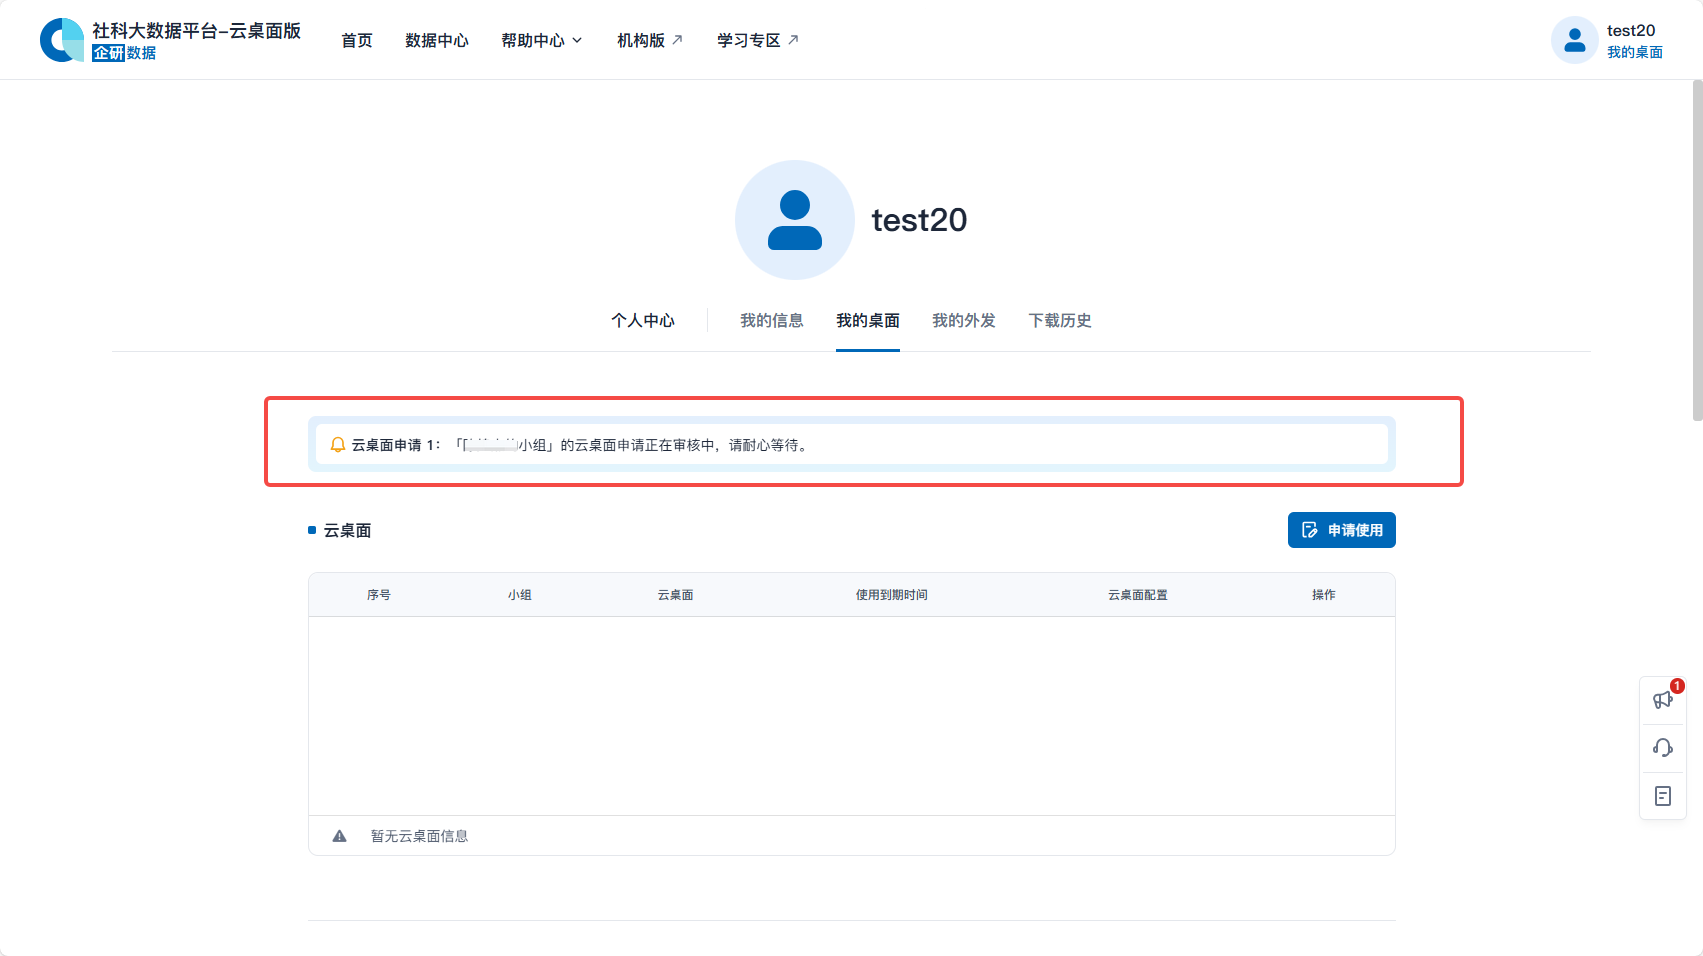 社科大数据平台-云桌面版
企研数据
首页 数据中心 帮助中心 机构版 学习专区
test20
我的桌面
test20
个人中心 我的信息 我的桌面 我的外发 下载历史
云桌面申请 1：「小组」的云桌面申请正在审核中，请耐心等待。
云桌面
申请使用
序号 小组 云桌面 使用到期时间 云桌面配置 操作
1
暂无云桌面信息